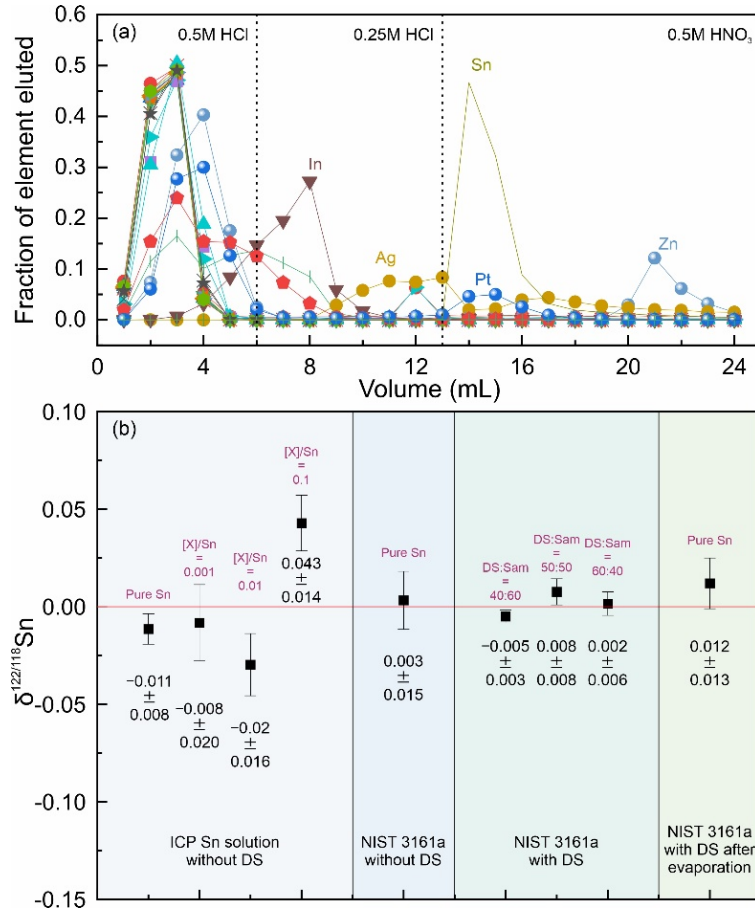 (a)
0.5M HCl
0.25M HCl
0.5M HNO₃
Fraction of element eluted
0.5
0.4
0.3
0.2
0.1
0.0
Sn
In
Ag
Pt
Zn
0
4
8
12
16
20
24
Volume (mL)
(b)
δ¹²²/¹¹⁸Sn
0.10
0.05
0.00
-0.05
-0.10
-0.15
Pure Sn
−0.011
±
0.008
[X]/Sn
=
0.001
−0.008
±
0.020
[X]/Sn
=
0.01
−0.02
±
0.016
[X]/Sn
=
0.1
0.043
±
0.014
Pure Sn
0.003
±
0.015
DS:Sam
=
40:60
−0.005
±
0.003
DS:Sam
=
50:50
0.008
±
0.008
DS:Sam
=
60:40
0.002
±
0.006
Pure Sn
0.012
±
0.013
ICP Sn solution
without DS
NIST 3161a
without DS
NIST 3161a
with DS
NIST 3161a
with DS after
evaporation